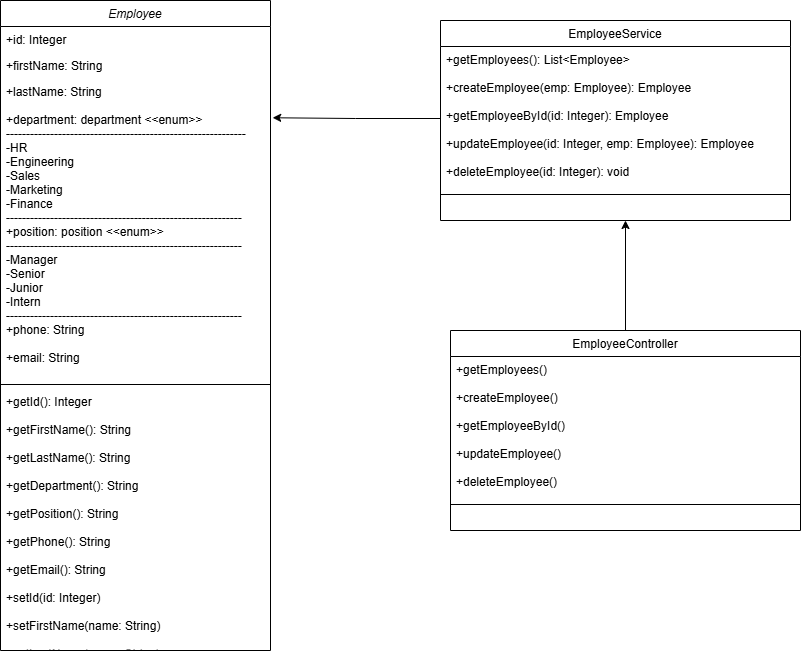 Employee
+id: Integer
+firstName: String
+lastName: String
+department: department <<enum>>
------------------------------------------------------------
-HR
-Engineering
-Sales
-Marketing
-Finance
-----------------------------------------------------------
+position: position <<enum>>
-----------------------------------------------------------
-Manager
-Senior
-Junior
-Intern
-----------------------------------------------------------
+phone: String
+email: String
+getId(): Integer
+getFirstName(): String
+getLastName(): String
+getDepartment(): String
+getPosition(): String
+getPhone(): String
+getEmail(): String
+setId(id: Integer)
+setFirstName(name: String)
EmployeeService
+getEmployees(): List<Employee>
+createEmployee(emp: Employee): Employee
+getEmployeeById(id: Integer): Employee
+updateEmployee(id: Integer, emp: Employee): Employee
+deleteEmployee(id: Integer): void
EmployeeController
+getEmployees()
+createEmployee()
+getEmployeeById()
+updateEmployee()
+deleteEmployee()